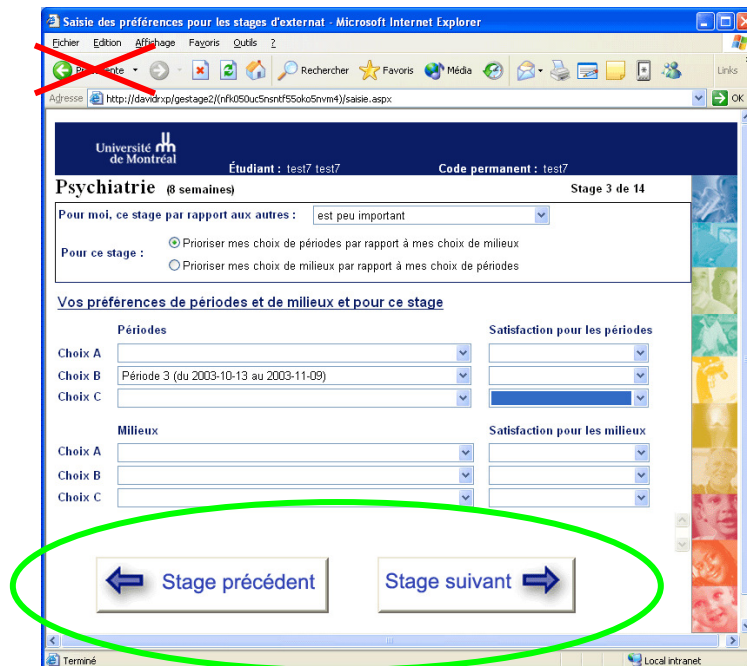 Saisie des préférences pour les stages d'externat - Microsoft Internet Explorer
Fichier Edition Affichage Favoris Outils ?
Rechercher Favoris Média Links
Adresse http://davidrxp/gestage2/(nfk050uc5nsntf55oko5nvm4)/saisie.aspx OK
Université
de Montréal
Étudiant : test7 test7 Code permanent : test7
Psychiatrie (8 semaines) Stage 3 de 14
Pour moi, ce stage par rapport aux autres : est peu important
Pour ce stage :
Prioriser mes choix de périodes par rapport à mes choix de milieu
Prioriser mes choix de milieu par rapport à mes choix de périodes
Vos préférences de périodes et de milieux et pour ce stage
Périodes Satisfaction pour les périodes
Choix A
Choix B Période 3 (du 2003-10-13 au 2003-11-09)
Choix C
Milieux Satisfaction pour les milieux
Choix A
Choix B
Choix C
Stage précédent Stage suivant
Terminé Local intranet